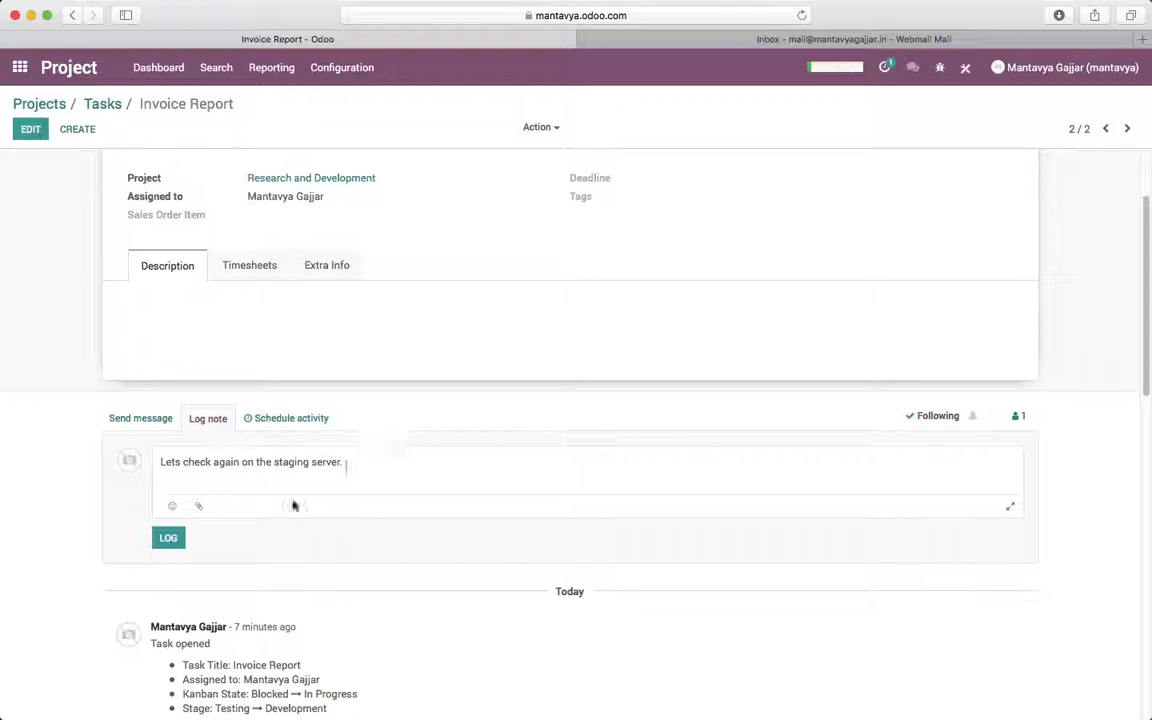 mantavya.odoo.com
Invoice Report - Odoo
Inbox - mail@mantavyagajjar.in - Webmail Mail
Project
Dashboard
Search
Reporting
Configuration
1
Mantavya Gajjar (mantavya)
Projects / Tasks / Invoice Report
EDIT
CREATE
Action
2 / 2
Project
Research and Development
Deadline
Assigned to
Mantavya Gajjar
Tags
Sales Order Item
Description
Timesheets
Extra Info
Send message
Log note
Schedule activity
Following
1
Lets check again on the staging server.
LOG
Today
Mantavya Gajjar - 7 minutes ago
Task opened
Task Title: Invoice Report
Assigned to: Mantavya Gajjar
Kanban State: Blocked → In Progress
Stage: Testing → Development